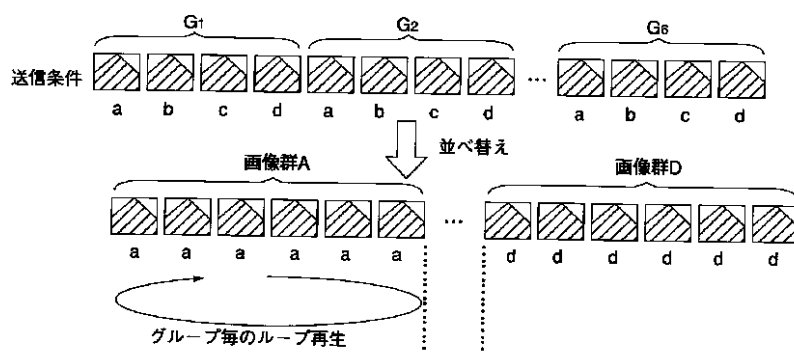 G1 G2 G6
送信条件 ...
a b c d a b c d a b c d
並べ替え
画像群A 画像群D
...
a a a a a a d d d d d d
グループ毎のループ再生